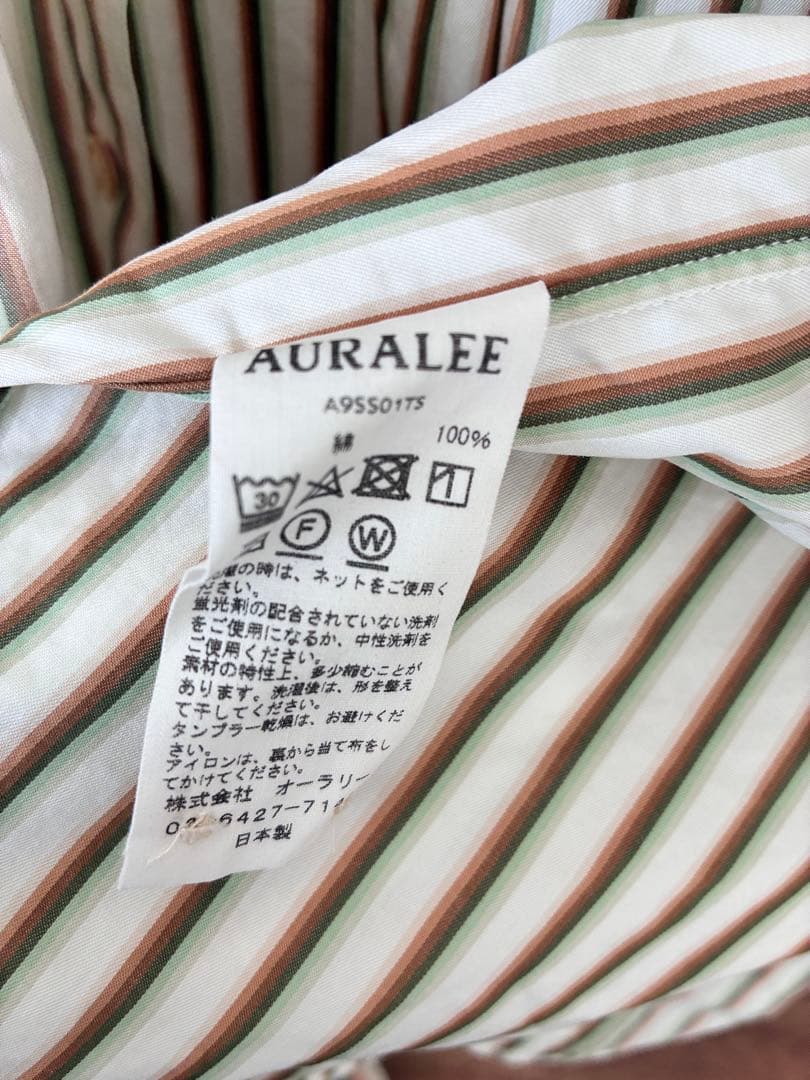 AURALEE
A9SS01TS
綿 100%
30
F W
の時は、ネットをご使用く
ださい。
蛍光剤の配合されていない洗剤
をご使用になるか、中性洗剤を
ご使用ください。
素材の特性上、多少縮むことが
あります。洗濯後は、形を整え
て干してください。
タンブラー乾燥は、お避けくだ
さい。
アイロンは、裏から当て布をし
てかけてください。
株式会社 オーラリー
日本製